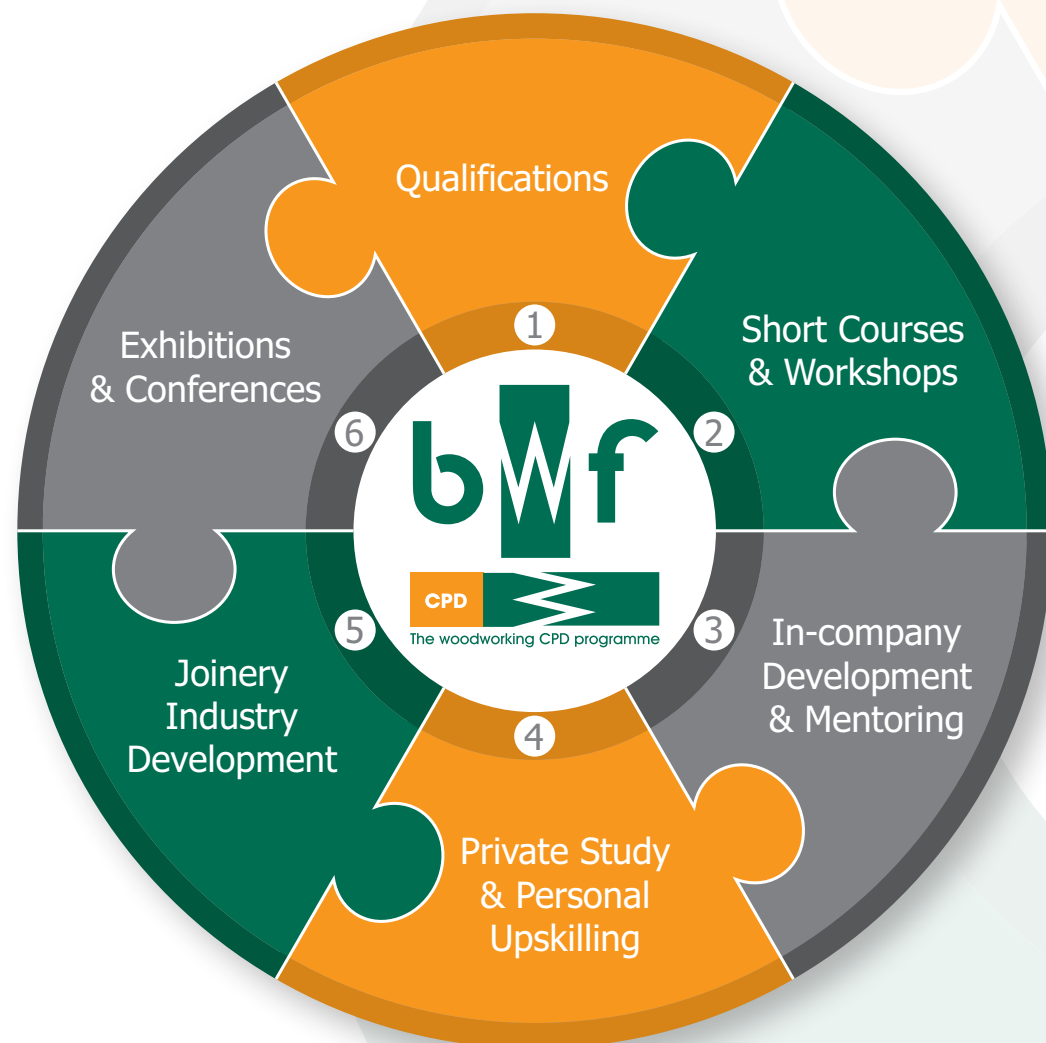 Qualifications
1
Short Courses
& Workshops
2
In-company
Development
& Mentoring
3
Private Study
& Personal
Upskilling
4
Joinery
Industry
Development
5
Exhibitions
& Conferences
6
bwf
CPD
The woodworking CPD programme